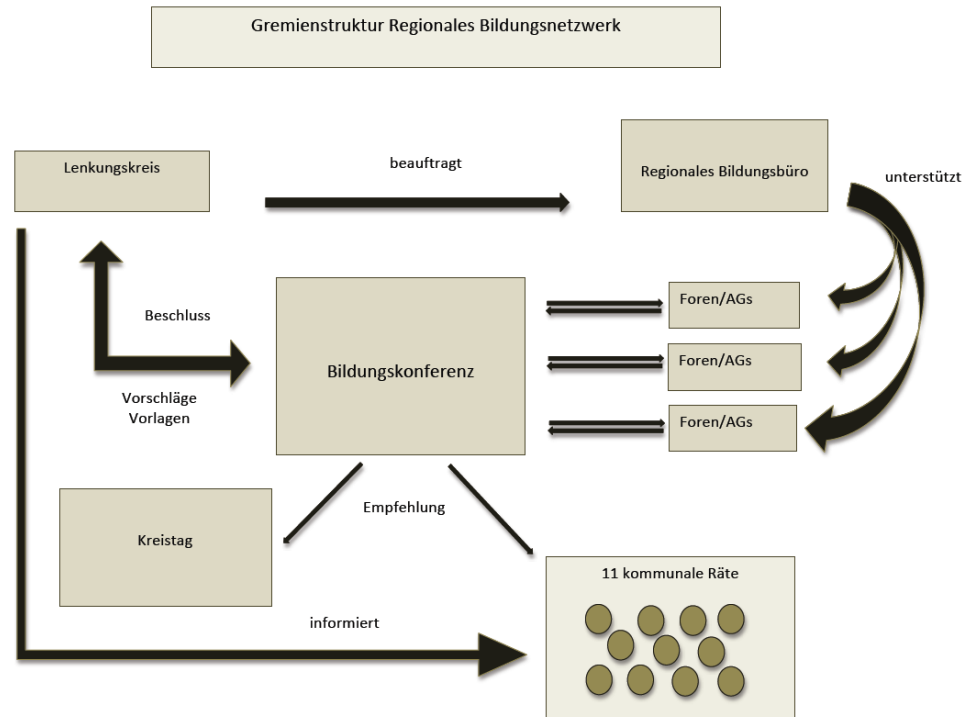 Gremienstruktur Regionales Bildungsnetzwerk
Lenkungskreis
beauftragt
Regionales Bildungsbüro
unterstützt
Beschluss
Vorschläge
Vorlagen
Bildungskonferenz
Foren/AGs
Foren/AGs
Foren/AGs
Empfehlung
Kreistag
11 kommunale Räte
informiert